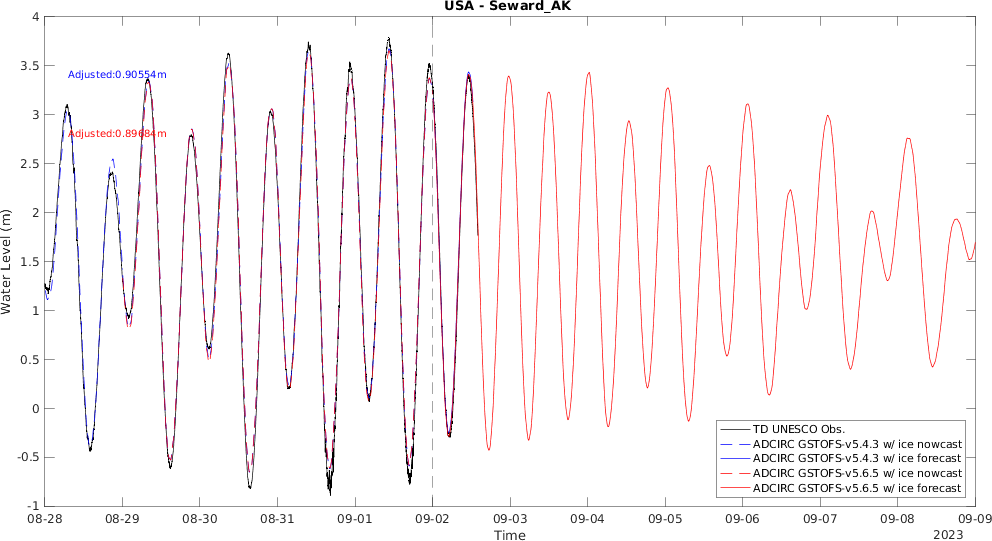 USA - Seward_AK
4
3.5
3
2.5
2
1.5
1
0.5
0
-0.5
-1
Water Level (m)
Adjusted:0.90554m
Adjusted:0.89684m
TD UNESCO Obs.
ADCIRC GSTOFS-v5.4.3 w/ ice nowcast
ADCIRC GSTOFS-v5.4.3 w/ ice forecast
ADCIRC GSTOFS-v5.6.5 w/ ice nowcast
ADCIRC GSTOFS-v5.6.5 w/ ice forecast
08-28 08-29 08-30 08-31 09-01 09-02 09-03 09-04 09-05 09-06 09-07 09-08 09-09
Time
2023